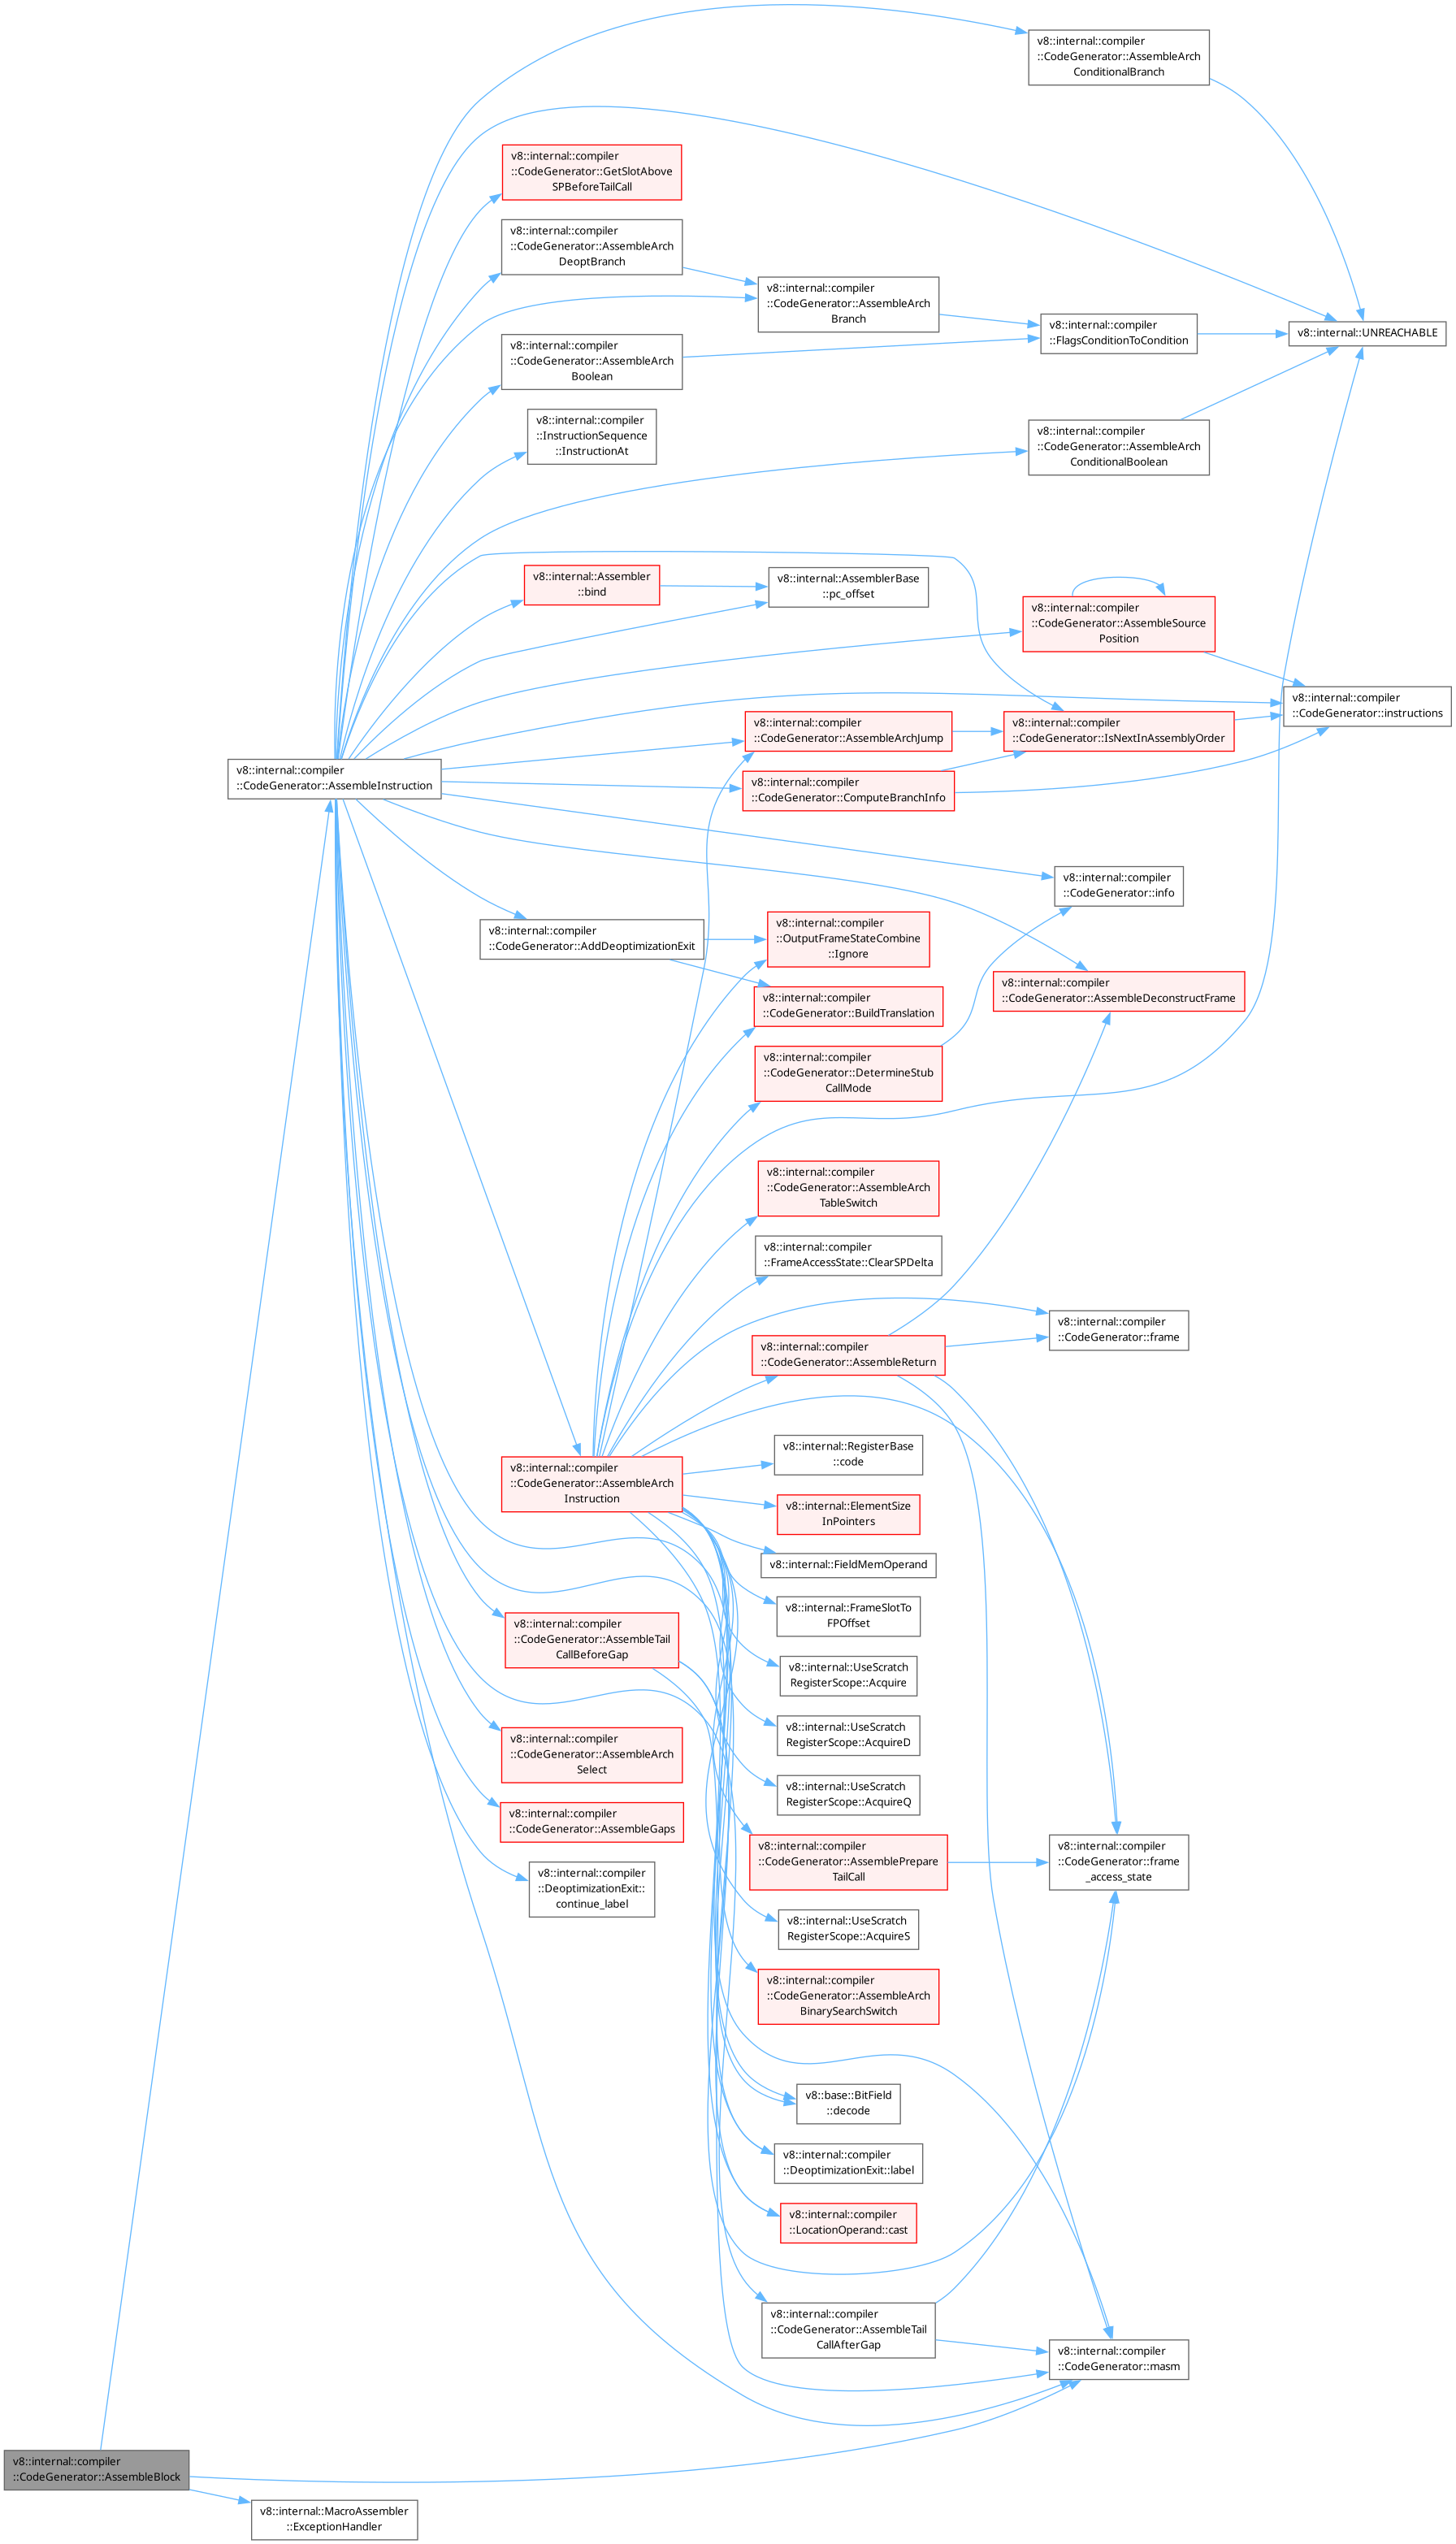 v8::internal::compiler
::CodeGenerator::AssembleArch
ConditionalBranch
v8::internal::compiler
::CodeGenerator::GetSlotAbove
SPBeforeTailCall
v8::internal::compiler
::CodeGenerator::AssembleArch
DeoptBranch
v8::internal::compiler
::CodeGenerator::AssembleArch
Branch
v8::internal::compiler
::FlagsConditionToCondition
v8::internal::UNREACHABLE
v8::internal::compiler
::CodeGenerator::AssembleArch
Boolean
v8::internal::compiler
::InstructionSequence
::InstructionAt
v8::internal::compiler
::CodeGenerator::AssembleArch
ConditionalBoolean
v8::internal::Assembler
::bind
v8::internal::AssemblerBase
::pc_offset
v8::internal::compiler
::CodeGenerator::AssembleSource
Position
v8::internal::compiler
::CodeGenerator::instructions
v8::internal::compiler
::CodeGenerator::AssembleArchJump
v8::internal::compiler
::CodeGenerator::IsNextInAssemblyOrder
v8::internal::compiler
::CodeGenerator::AssembleInstruction
v8::internal::compiler
::CodeGenerator::ComputeBranchInfo
v8::internal::compiler
::CodeGenerator::info
v8::internal::compiler
::CodeGenerator::AddDeoptimizationExit
v8::internal::compiler
::OutputFrameStateCombine
::Ignore
v8::internal::compiler
::CodeGenerator::BuildTranslation
v8::internal::compiler
::CodeGenerator::AssembleDeconstructFrame
v8::internal::compiler
::CodeGenerator::DetermineStub
CallMode
v8::internal::compiler
::CodeGenerator::AssembleArch
TableSwitch
v8::internal::compiler
::FrameAccessState::ClearSPDelta
v8::internal::compiler
::CodeGenerator::frame
v8::internal::compiler
::CodeGenerator::AssembleReturn
v8::internal::RegisterBase
::code
v8::internal::compiler
::CodeGenerator::AssembleArch
Instruction
v8::internal::ElementSize
InPointers
v8::internal::FieldMemOperand
v8::internal::FrameSlotTo
FPOffset
v8::internal::compiler
::CodeGenerator::AssembleTail
CallBeforeGap
v8::internal::UseScratch
RegisterScope::Acquire
v8::internal::UseScratch
RegisterScope::AcquireD
v8::internal::compiler
::CodeGenerator::AssembleArch
Select
v8::internal::UseScratch
RegisterScope::AcquireQ
v8::internal::compiler
::CodeGenerator::AssembleGaps
v8::internal::compiler
::CodeGenerator::AssemblePrepare
TailCall
v8::internal::compiler
::CodeGenerator::frame
_access_state
v8::internal::compiler
::DeoptimizationExit::
continue_label
v8::internal::UseScratch
RegisterScope::AcquireS
v8::internal::compiler
::CodeGenerator::AssembleArch
BinarySearchSwitch
v8::base::BitField
::decode
v8::internal::compiler
::DeoptimizationExit::label
v8::internal::compiler
::LocationOperand::cast
v8::internal::compiler
::CodeGenerator::AssembleTail
CallAfterGap
v8::internal::compiler
::CodeGenerator::masm
v8::internal::compiler
::CodeGenerator::AssembleBlock
v8::internal::MacroAssembler
::ExceptionHandler